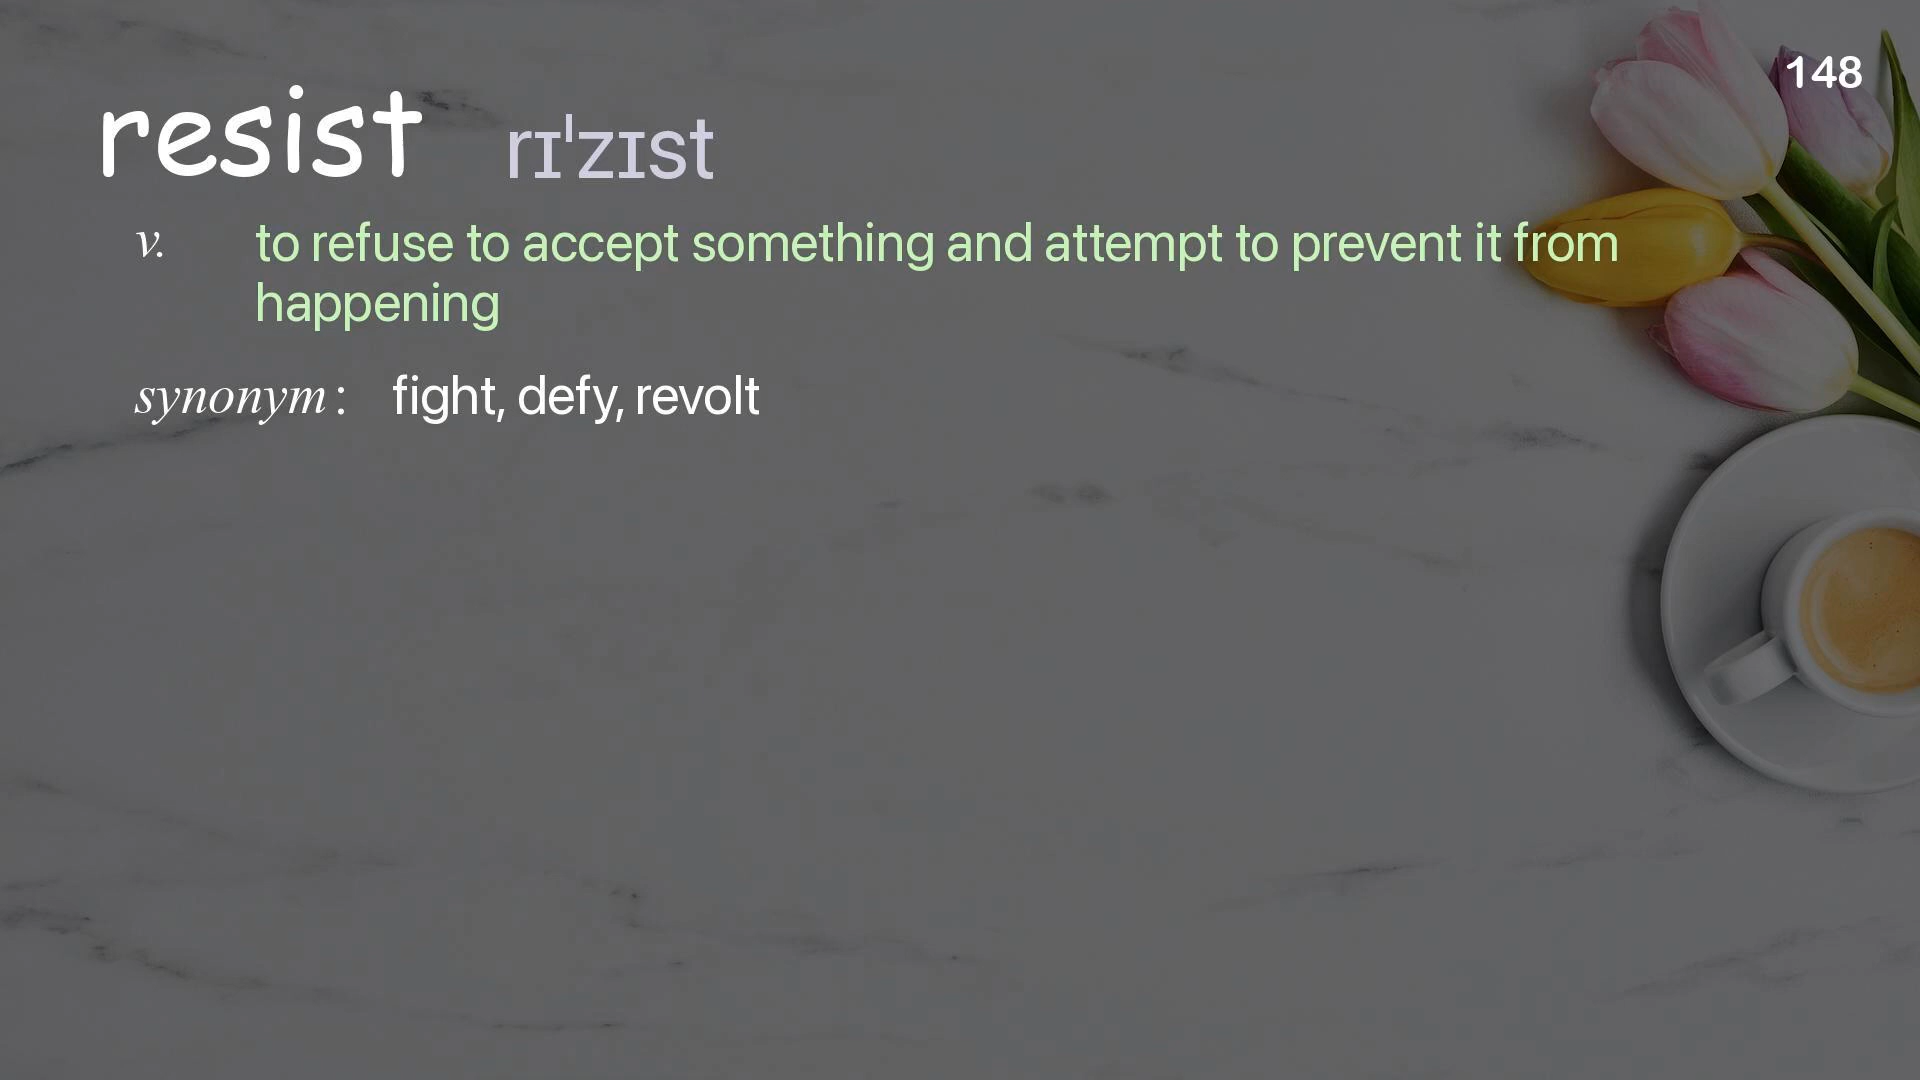 148
resist rɪˈzɪst
v. to refuse to accept something and attempt to prevent it from
happening
synonym : fight, defy, revolt